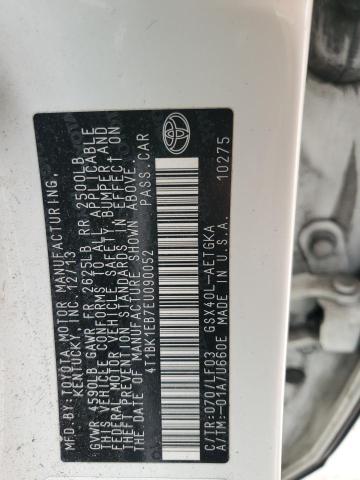 MFD. BY: TOYOTA MOTOR MANUFACTURING,
KENTUCKY, INC. 12/13
GVWR 4590LB GAWR FR 2625LB RR 2500LB
THIS VEHICLE CONFORMS TO ALL APPLICABLE
FEDERAL MOTOR VEHICLE SAFETY, BUMPER, AND
THEFT PREVENTION STANDARDS IN EFFECT ON
THE DATE OF MANUFACTURE SHOWN ABOVE.
4T1BK1EB7EU090052 PASS. CAR
C/TR:070/LF03 GSX40L-AETGKA
A/TM:-01A/U660E MADE IN U.S.A. 10275